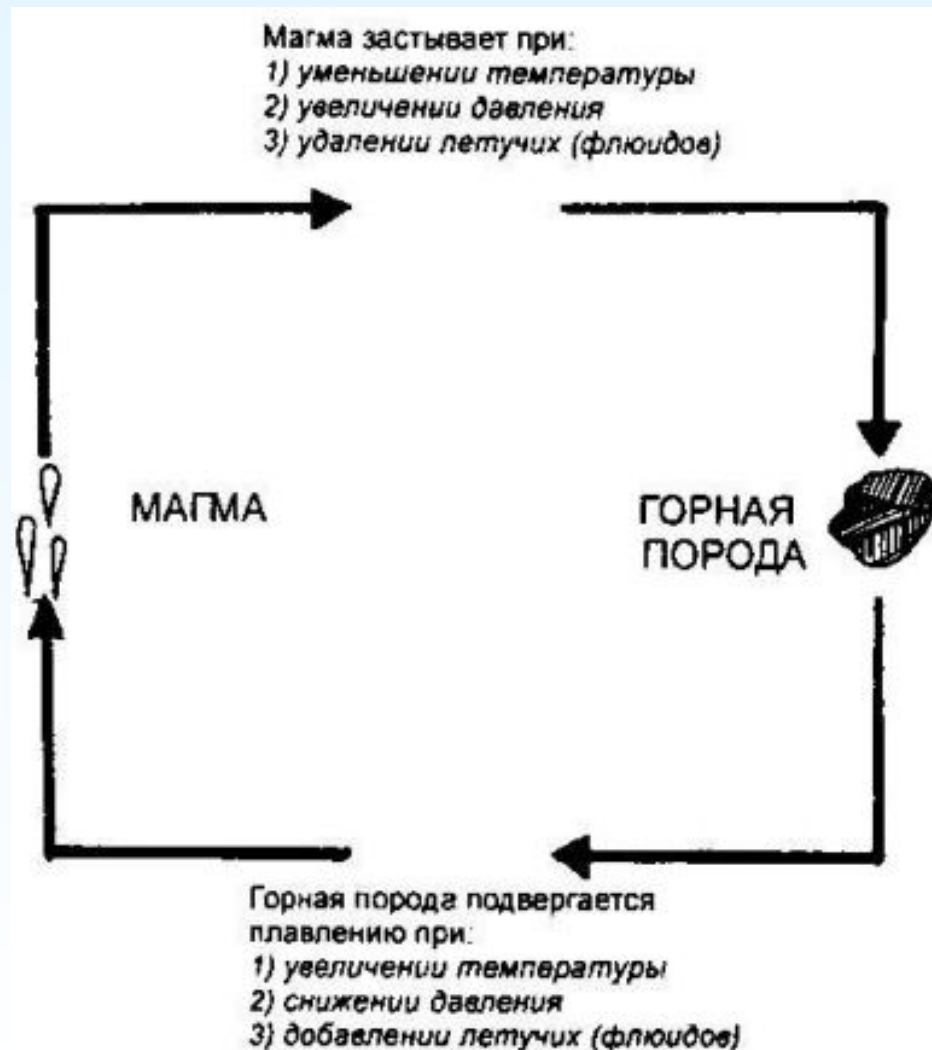 Магма застывает при:
1) уменьшении температуры
2) увеличении давления
3) удалении летучих (флюидов)
МАГМА
ГОРНАЯ
ПОРОДА
Горная порода подвергается
плавлению при:
1) увеличении температуры
2) снижении давления
3) добавлении летучих (флюидов)